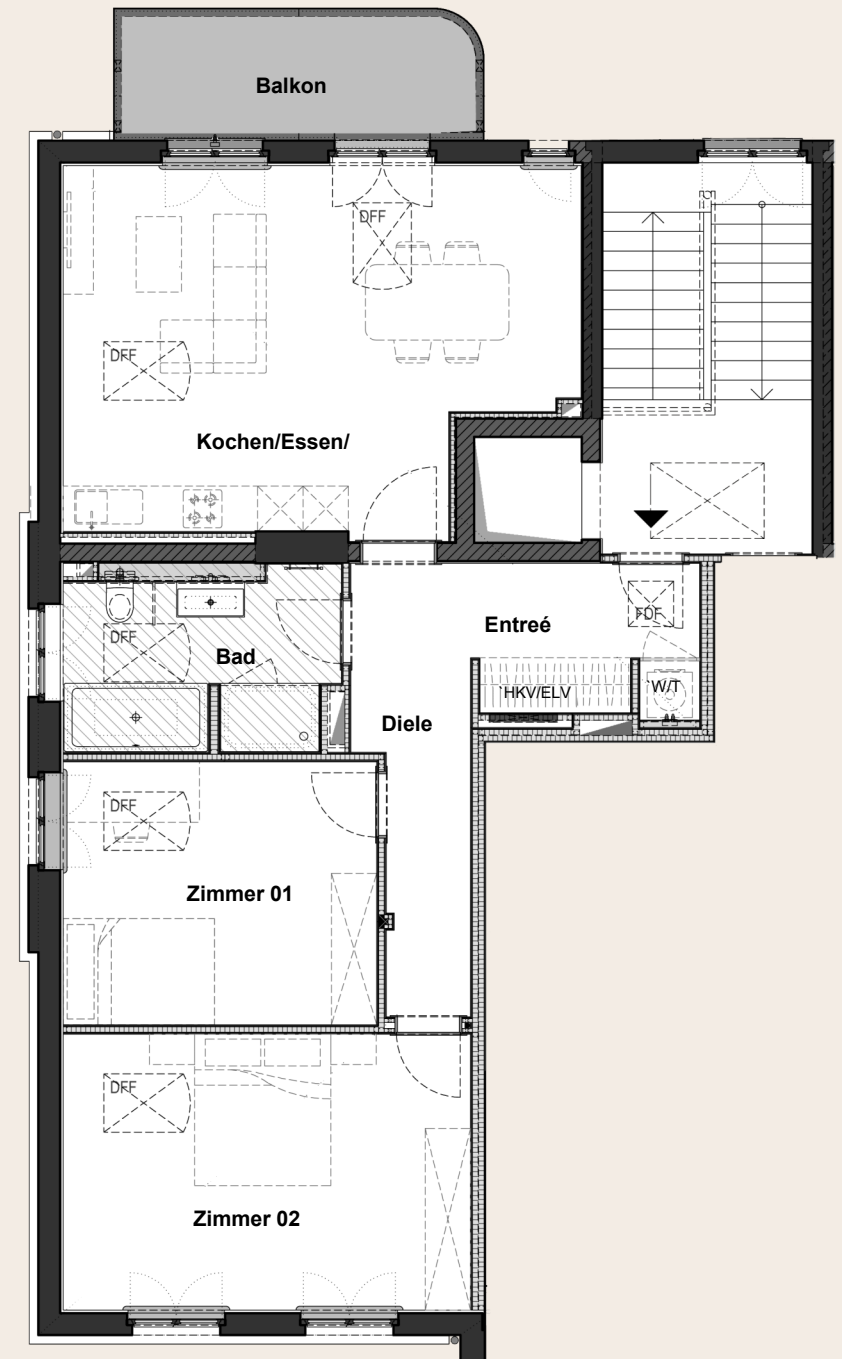 Balkon
DFF
DFF
Kochen/Essen/
DFF
Bad
Entreé
FDF
`HKV/ELV
`W/T
Diele
DFF
Zimmer 01
DFF
Zimmer 02